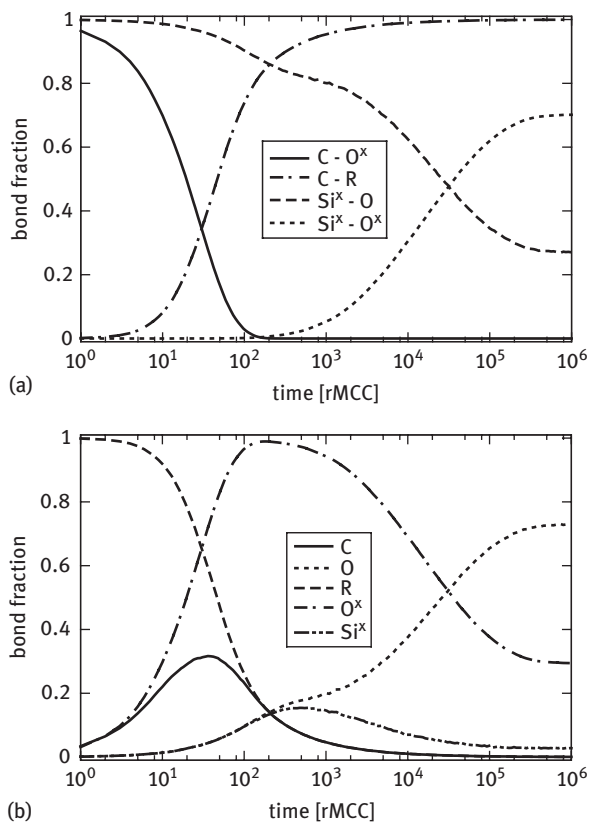 1
0.8
0.6
0.4
0.2
0
bond fraction
C - Oˣ
C - R
Siˣ - O
Siˣ - Oˣ
10⁰ 10¹ 10² 10³ 10⁴ 10⁵ 10⁶
time [rMCC]
(a)
1
0.8
0.6
0.4
0.2
0
bond fraction
C
O
R
Oˣ
Siˣ
10⁰ 10¹ 10² 10³ 10⁴ 10⁵ 10⁶
time [rMCC]
(b)